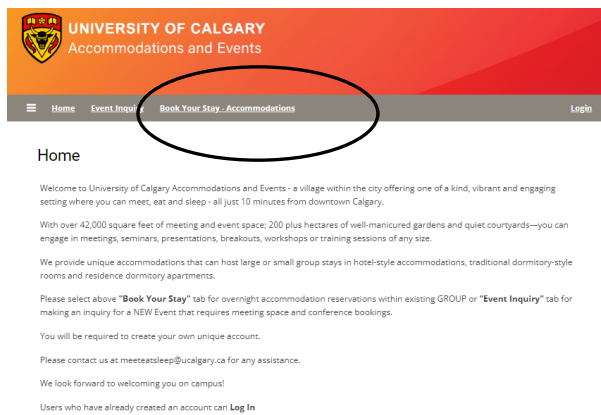 UNIVERSITY OF CALGARY
Accommodations and Events
Home Event Inquiry Book Your Stay - Accommodations Login
Home
Welcome to University of Calgary Accommodations and Events - a village within the city offering one of a kind, vibrant and engaging
setting where you can meet, eat and sleep - all just 10 minutes from downtown Calgary.
With over 42,000 square feet of meeting and event space; 200 plus hectares of well-manicured gardens and quiet courtyards—you can
engage in meetings, seminars, presentations, breakouts, workshops or training sessions of any size.
We provide unique accommodations that can host large or small group stays in hotel-style accommodations, traditional dormitory-style
rooms and residence dormitory apartments.
Please select above "Book Your Stay" tab for overnight accommodation reservations within existing GROUP or "Event Inquiry" tab for
making an inquiry for a NEW Event that requires meeting space and conference bookings.
You will be required to create your own unique account.
Please contact us at meeteatsleep@ucalgary.ca for any assistance.
We look forward to welcoming you on campus!
Users who have already created an account can Log In